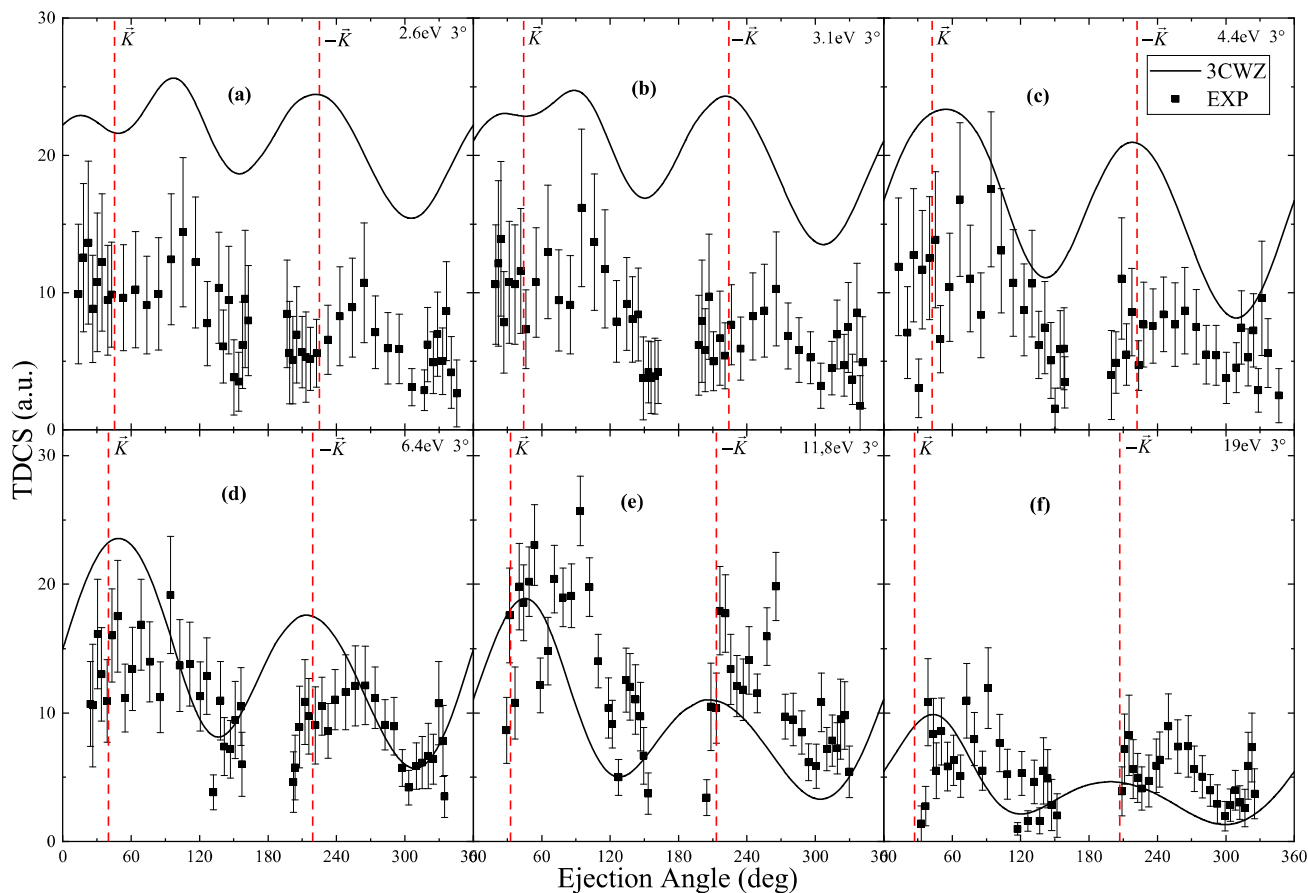 K⃗ −K⃗ 2.6eV 3°
(a)
K⃗ −K⃗ 3.1eV 3°
(b)
K⃗ −K⃗ 4.4eV 3°
(c)
3CWZ
EXP
30
20
10
0
K⃗ −K⃗ 6.4eV 3°
(d)
K⃗ −K⃗ 11,8eV 3°
(e)
K⃗ −K⃗ 19eV 3°
(f)
30
20
10
0
TDCS (a.u.)
0 60 120 180 240 300 360 60 120 180 240 300 360 60 120 180 240 300 360
Ejection Angle (deg)